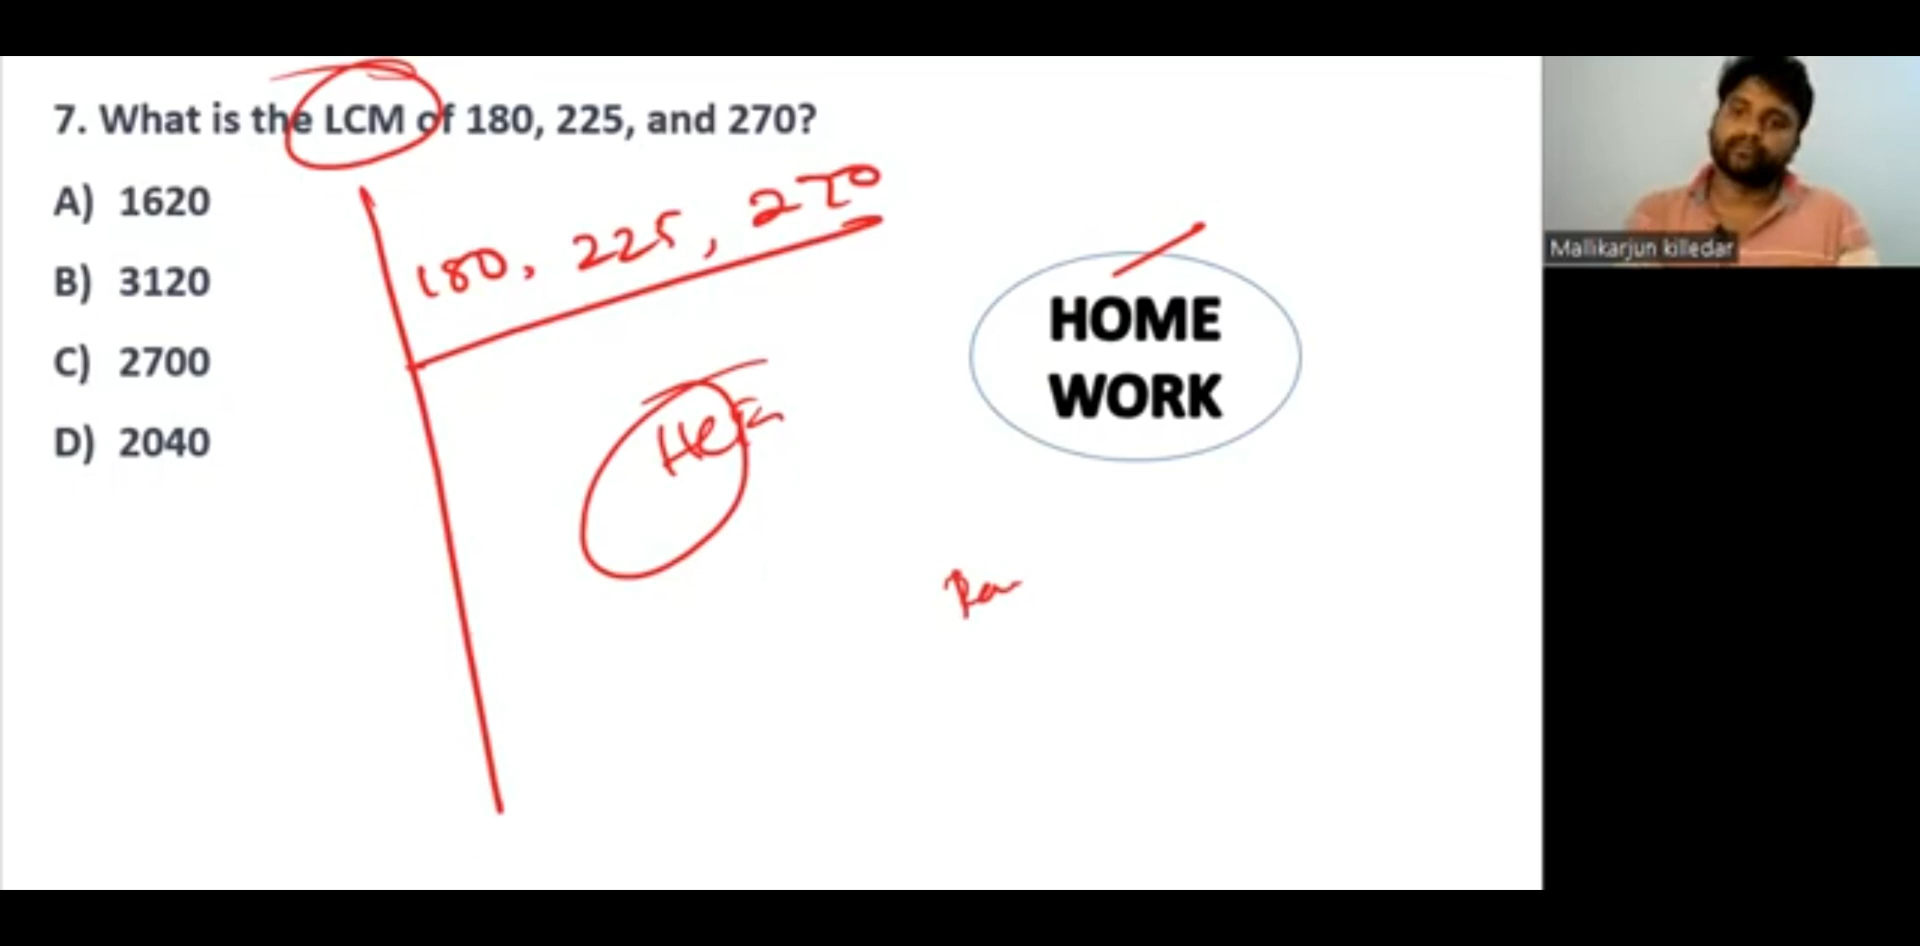 7. What is the LCM of 180, 225, and 270?
A) 1620
180, 225, 270
B) 3120
Mallikarjun killedar
HOME
WORK
C) 2700
D) 2040